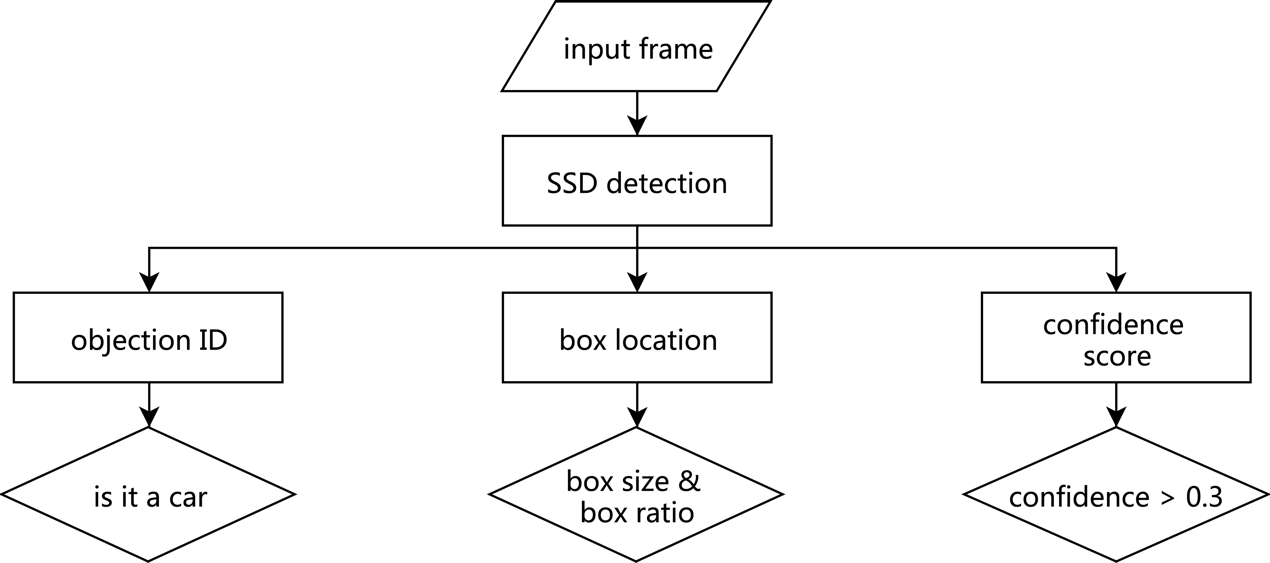 input frame
SSD detection
objection ID
box location
confidence
score
is it a car
box size &
box ratio
confidence > 0.3